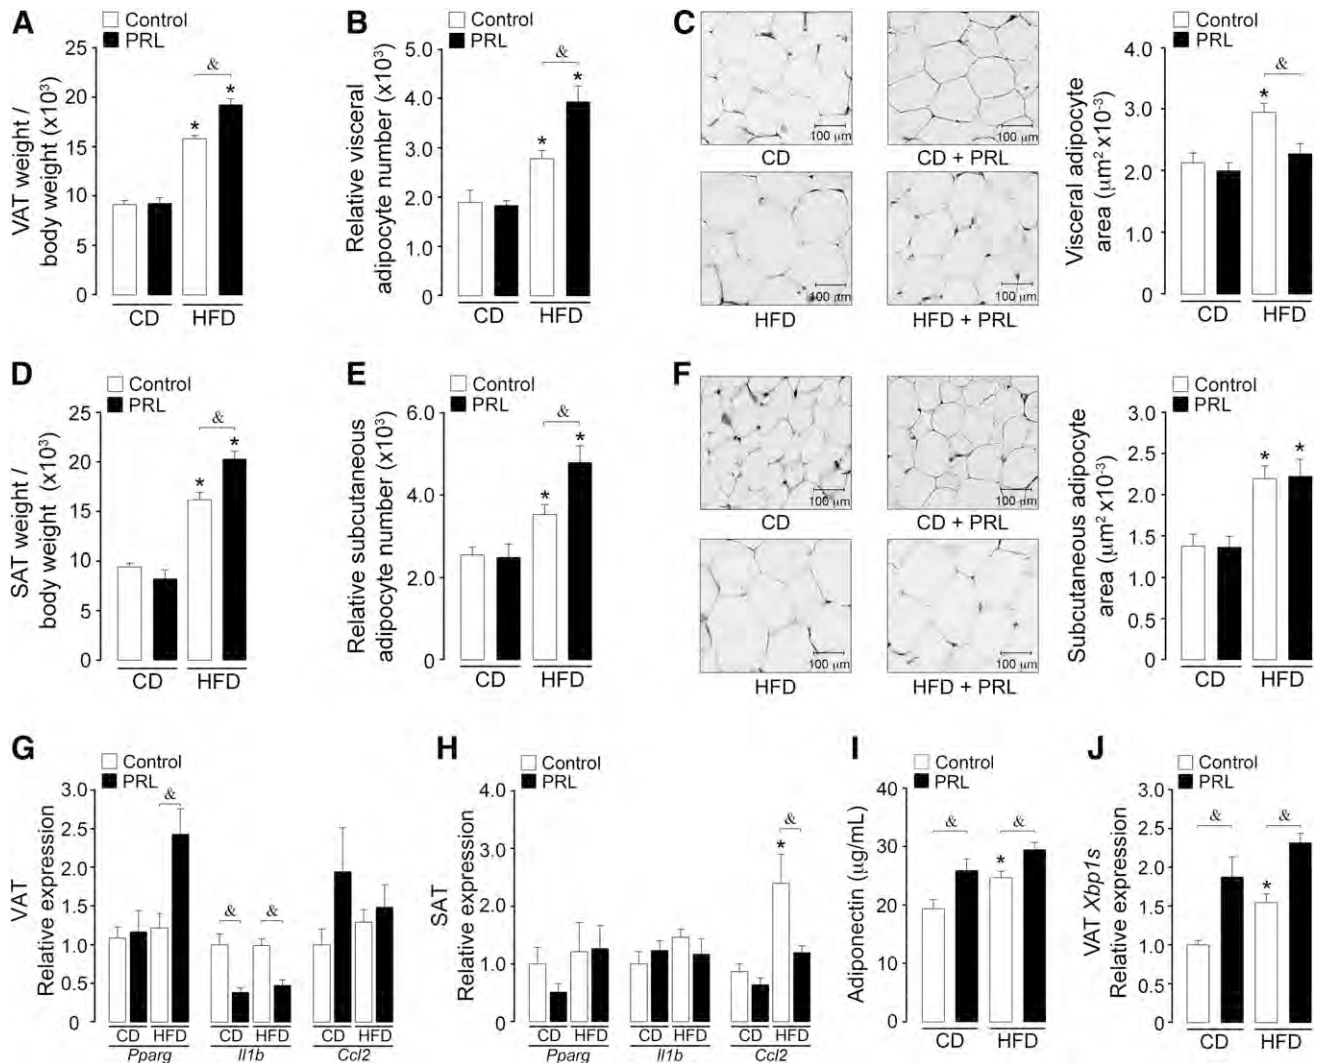 A
Control
PRL
VAT weight /
body weight (x10³)
25
20
15
10
5
0
*
&
*
CD
HFD
B
Control
PRL
Relative visceral
adipocyte number (x10³)
5.0
4.0
3.0
2.0
1.0
0
*
&
*
CD
HFD
C
100 μm
CD
100 μm
CD + PRL
100 μm
HFD
100 μm
HFD + PRL
Control
PRL
Visceral adipocyte
area (μm² x10⁻³)
4.0
3.0
2.0
1.0
0
*
&
CD
HFD
D
Control
PRL
SAT weight /
body weight (x10³)
25
20
15
10
5
0
*
&
*
CD
HFD
E
Control
PRL
Relative subcutaneous
adipocyte number (x10³)
6.0
4.0
2.0
0
*
&
*
CD
HFD
F
100 μm
CD
100 μm
CD + PRL
100 μm
HFD
100 μm
HFD + PRL
Control
PRL
Subcutaneous adipocyte
area (μm² x10⁻³)
3.0
2.5
2.0
1.5
1.0
0
*
*
CD
HFD
G
Control
PRL
VAT
Relative expression
3.0
2.5
2.0
1.5
1.0
0.5
0
&
&
&
CD HFD CD HFD CD HFD
Pparg Il1b Ccl2
H
Control
PRL
SAT
Relative expression
4.0
3.0
2.0
1.0
0
*
&
CD HFD CD HFD CD HFD
Pparg Il1b Ccl2
I
Control
PRL
Adiponectin (μg/mL)
40
30
20
10
0
&
*
&
CD
HFD
J
Control
PRL
VAT Xbp1s
Relative expression
3.0
2.5
2.0
1.5
1.0
0.5
0
&
*
&
CD
HFD